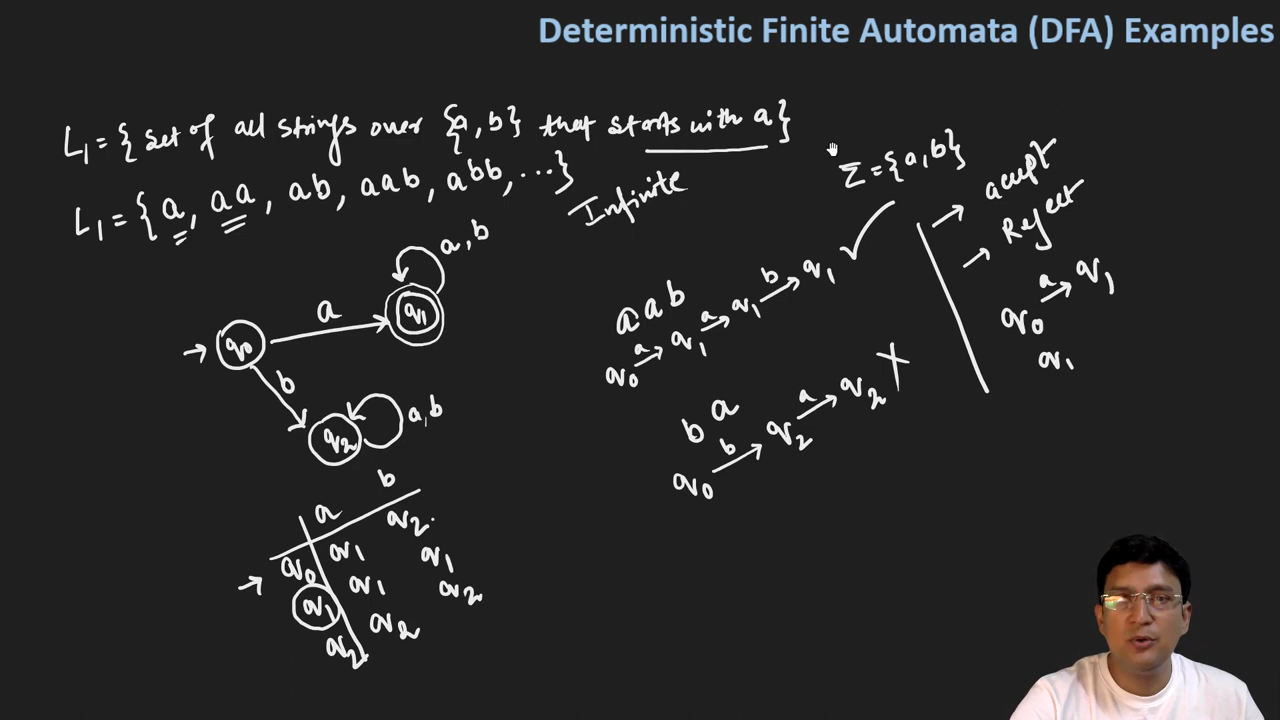 Deterministic Finite Automata (DFA) Examples
L₁ = { set of all strings over {a, b} that starts with a }
L₁ = { a, aa, ab, aab, abb, ... }
Infinite
Σ = {a, b}
→ accept
→ Reject
a, b
a
→ q0
q1
b
q2
a, b
a a b
q0 a→ q1 a→ q1 b→ q1 ✓
b a
q0 b→ q2 a→ q2 ✗
q0 a→ q1
q1
a b
→ q0 q1 q2
q1 q1 q1
q2 q2 q2